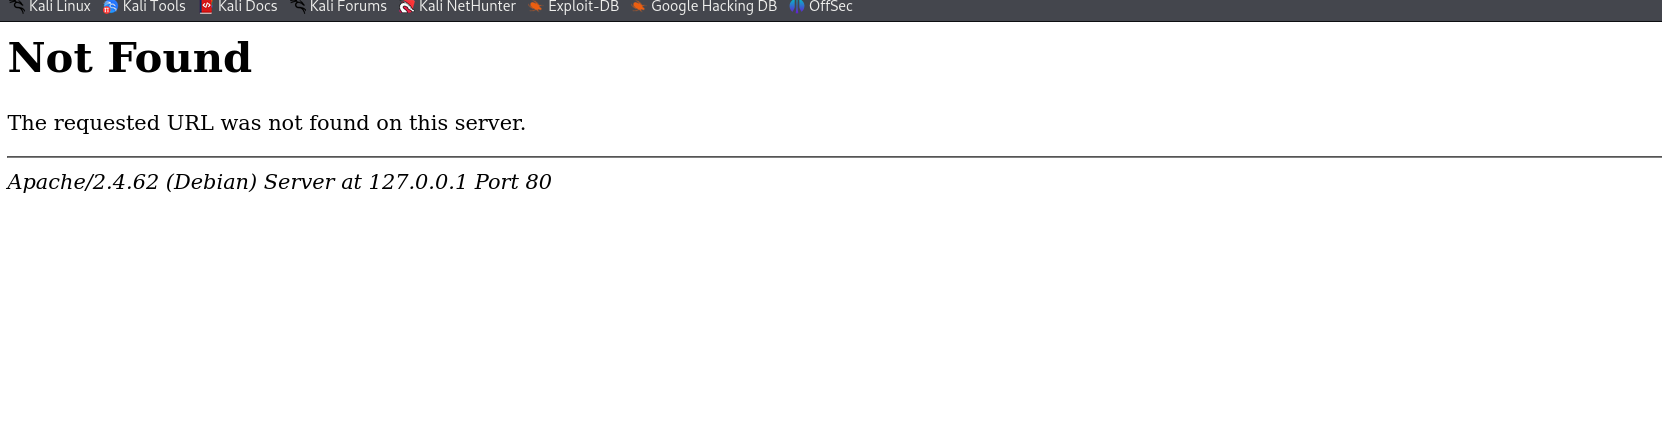 Kali Linux Kali Tools Kali Docs Kali Forums Kali NetHunter Exploit-DB Google Hacking DB OffSec
Not Found
The requested URL was not found on this server.
Apache/2.4.62 (Debian) Server at 127.0.0.1 Port 80